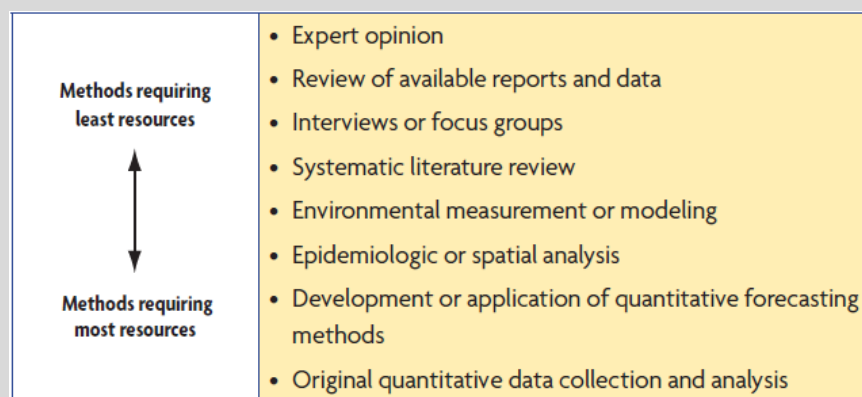 Methods requiring
least resources
Methods requiring
most resources
• Expert opinion
• Review of available reports and data
• Interviews or focus groups
• Systematic literature review
• Environmental measurement or modeling
• Epidemiologic or spatial analysis
• Development or application of quantitative forecasting
methods
• Original quantitative data collection and analysis